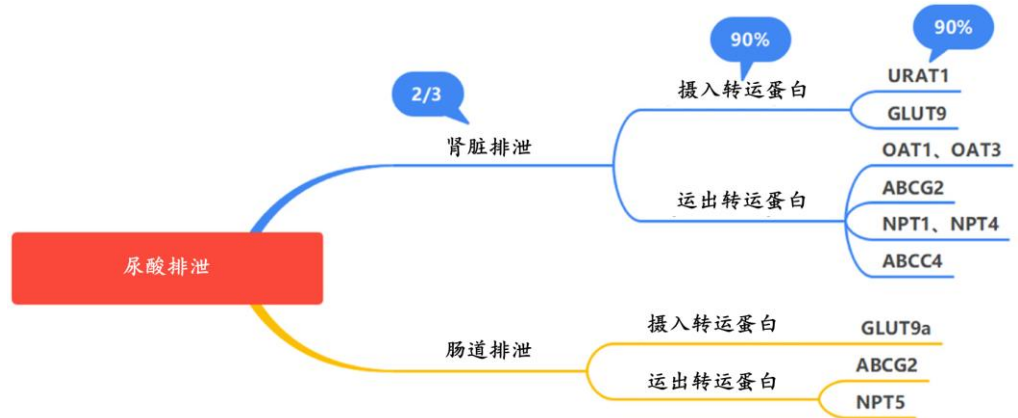 尿酸排泄
2/3
肾脏排泄
90%
摄入转运蛋白
90%
URAT1
GLUT9
运出转运蛋白
OAT1、OAT3
ABCG2
NPT1、NPT4
ABCC4
肠道排泄
摄入转运蛋白
GLUT9a
运出转运蛋白
ABCG2
NPT5